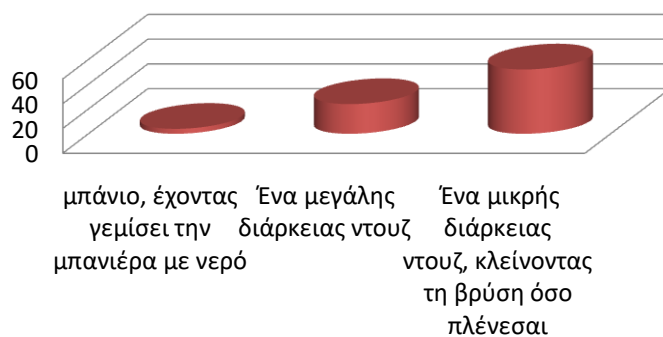 60
40
20
0
μπάνιο, έχοντας γεμίσει την μπανιέρα με νερό
Ένα μεγάλης διάρκειας ντουζ
Ένα μικρής διάρκειας ντουζ, κλείνοντας τη βρύση όσο πλένεσαι